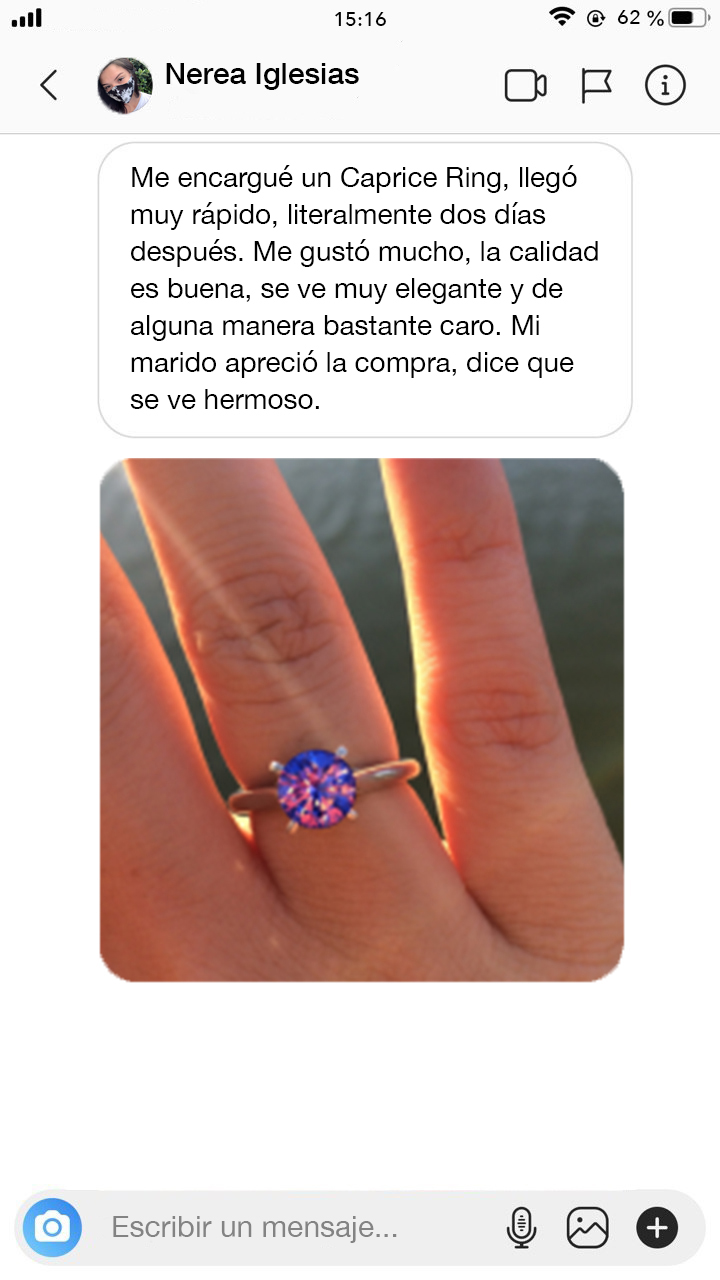 15:16
62 %
Nerea Iglesias
Me encargué un Caprice Ring, llegó
muy rápido, literalmente dos días
después. Me gustó mucho, la calidad
es buena, se ve muy elegante y de
alguna manera bastante caro. Mi
marido apreció la compra, dice que
se ve hermoso.
Escribir un mensaje...